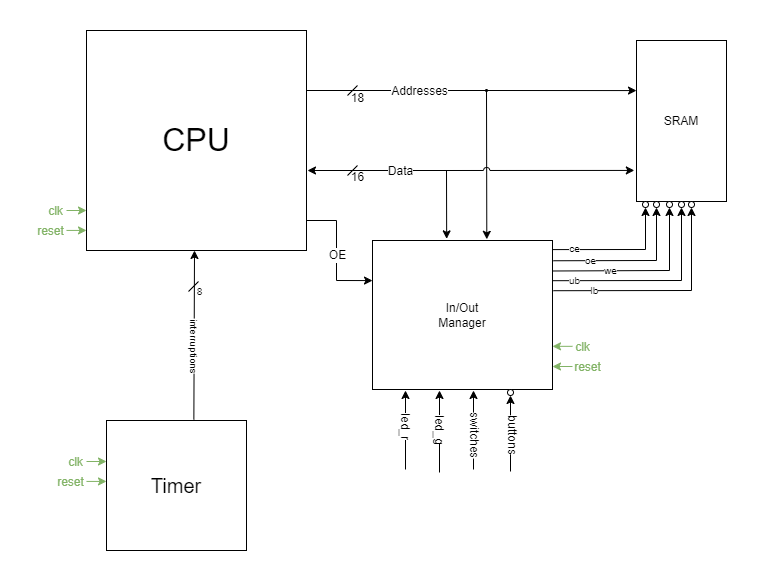 CPU
SRAM
Addresses
18
Data
16
clk
reset
OE
8
interruptions
ce
oe
we
ub
lb
In/Out
Manager
clk
reset
led_r
led_g
switches
buttons
clk
reset
Timer